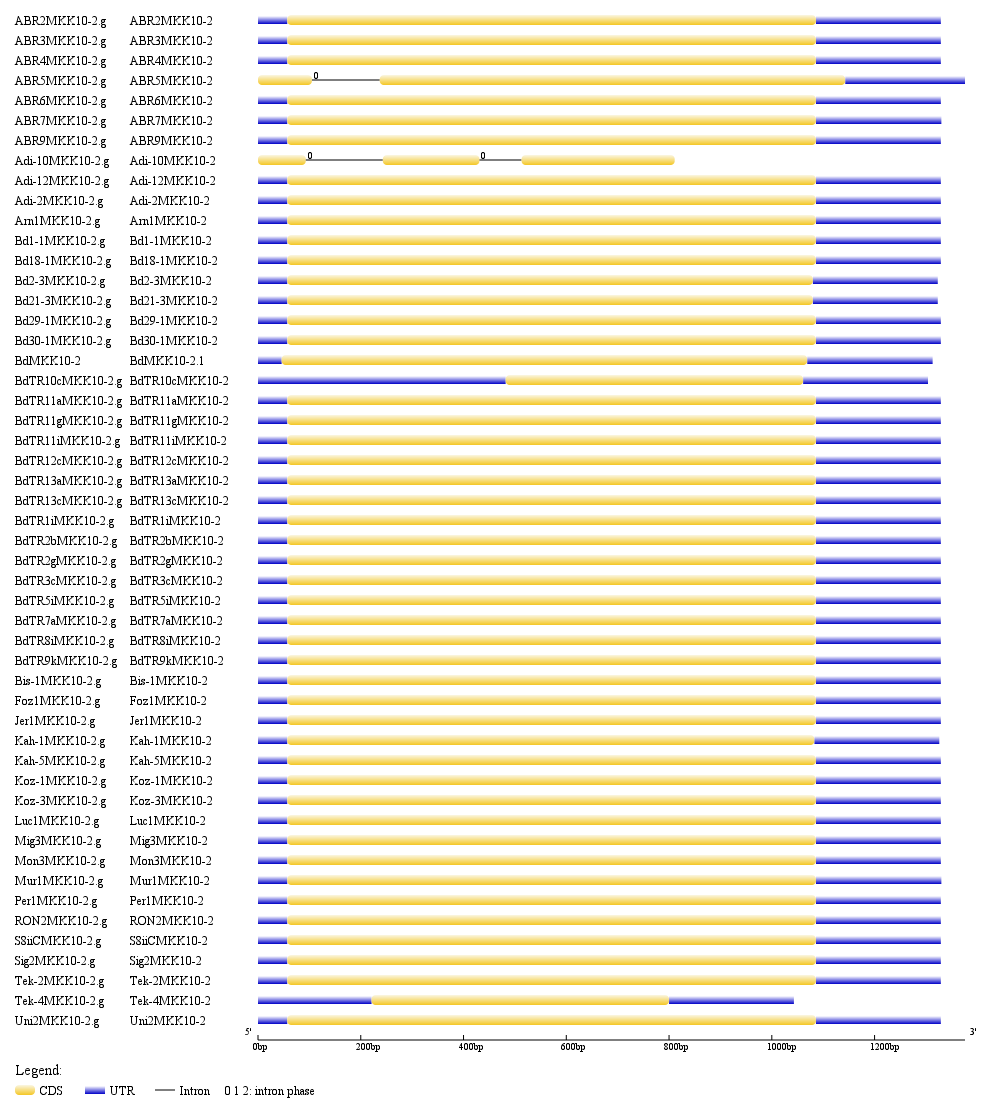 ABR2MKK10-2.g ABR2MKK10-2
ABR3MKK10-2.g ABR3MKK10-2
ABR4MKK10-2.g ABR4MKK10-2
ABR5MKK10-2.g ABR5MKK10-2 0
ABR6MKK10-2.g ABR6MKK10-2
ABR7MKK10-2.g ABR7MKK10-2
ABR9MKK10-2.g ABR9MKK10-2
Adi-10MKK10-2.g Adi-10MKK10-2 0 0
Adi-12MKK10-2.g Adi-12MKK10-2
Adi-2MKK10-2.g Adi-2MKK10-2
Arn1MKK10-2.g Arn1MKK10-2
Bd1-1MKK10-2.g Bd1-1MKK10-2
Bd18-1MKK10-2.g Bd18-1MKK10-2
Bd2-3MKK10-2.g Bd2-3MKK10-2
Bd21-3MKK10-2.g Bd21-3MKK10-2
Bd29-1MKK10-2.g Bd29-1MKK10-2
Bd30-1MKK10-2.g Bd30-1MKK10-2
BdMKK10-2 BdMKK10-2.1
BdTR10cMKK10-2.g BdTR10cMKK10-2
BdTR11aMKK10-2.g BdTR11aMKK10-2
BdTR11gMKK10-2.g BdTR11gMKK10-2
BdTR11iMKK10-2.g BdTR11iMKK10-2
BdTR12cMKK10-2.g BdTR12cMKK10-2
BdTR13aMKK10-2.g BdTR13aMKK10-2
BdTR13cMKK10-2.g BdTR13cMKK10-2
BdTR1iMKK10-2.g BdTR1iMKK10-2
BdTR2bMKK10-2.g BdTR2bMKK10-2
BdTR2gMKK10-2.g BdTR2gMKK10-2
BdTR3cMKK10-2.g BdTR3cMKK10-2
BdTR5iMKK10-2.g BdTR5iMKK10-2
BdTR7aMKK10-2.g BdTR7aMKK10-2
BdTR8iMKK10-2.g BdTR8iMKK10-2
BdTR9kMKK10-2.g BdTR9kMKK10-2
Bis-1MKK10-2.g Bis-1MKK10-2
Foz1MKK10-2.g Foz1MKK10-2
Jer1MKK10-2.g Jer1MKK10-2
Kah-1MKK10-2.g Kah-1MKK10-2
Kah-5MKK10-2.g Kah-5MKK10-2
Koz-1MKK10-2.g Koz-1MKK10-2
Koz-3MKK10-2.g Koz-3MKK10-2
Luc1MKK10-2.g Luc1MKK10-2
Mig3MKK10-2.g Mig3MKK10-2
Mon3MKK10-2.g Mon3MKK10-2
Mur1MKK10-2.g Mur1MKK10-2
Per1MKK10-2.g Per1MKK10-2
RON2MKK10-2.g RON2MKK10-2
S8iiCMKK10-2.g S8iiCMKK10-2
Sig2MKK10-2.g Sig2MKK10-2
Tek-2MKK10-2.g Tek-2MKK10-2
Tek-4MKK10-2.g Tek-4MKK10-2
Uni2MKK10-2.g Uni2MKK10-2
5' 3'
0bp 200bp 400bp 600bp 800bp 1000bp 1200bp
Legend:
CDS UTR Intron 0 1 2: intron phase